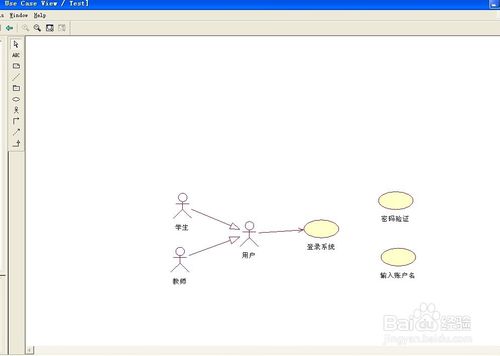 Use Case View / Test]
Window Help
ABC
学生
用户
登录系统
密码验证
教师
输入账户名
Baidu经验
jingyan.baidu.com